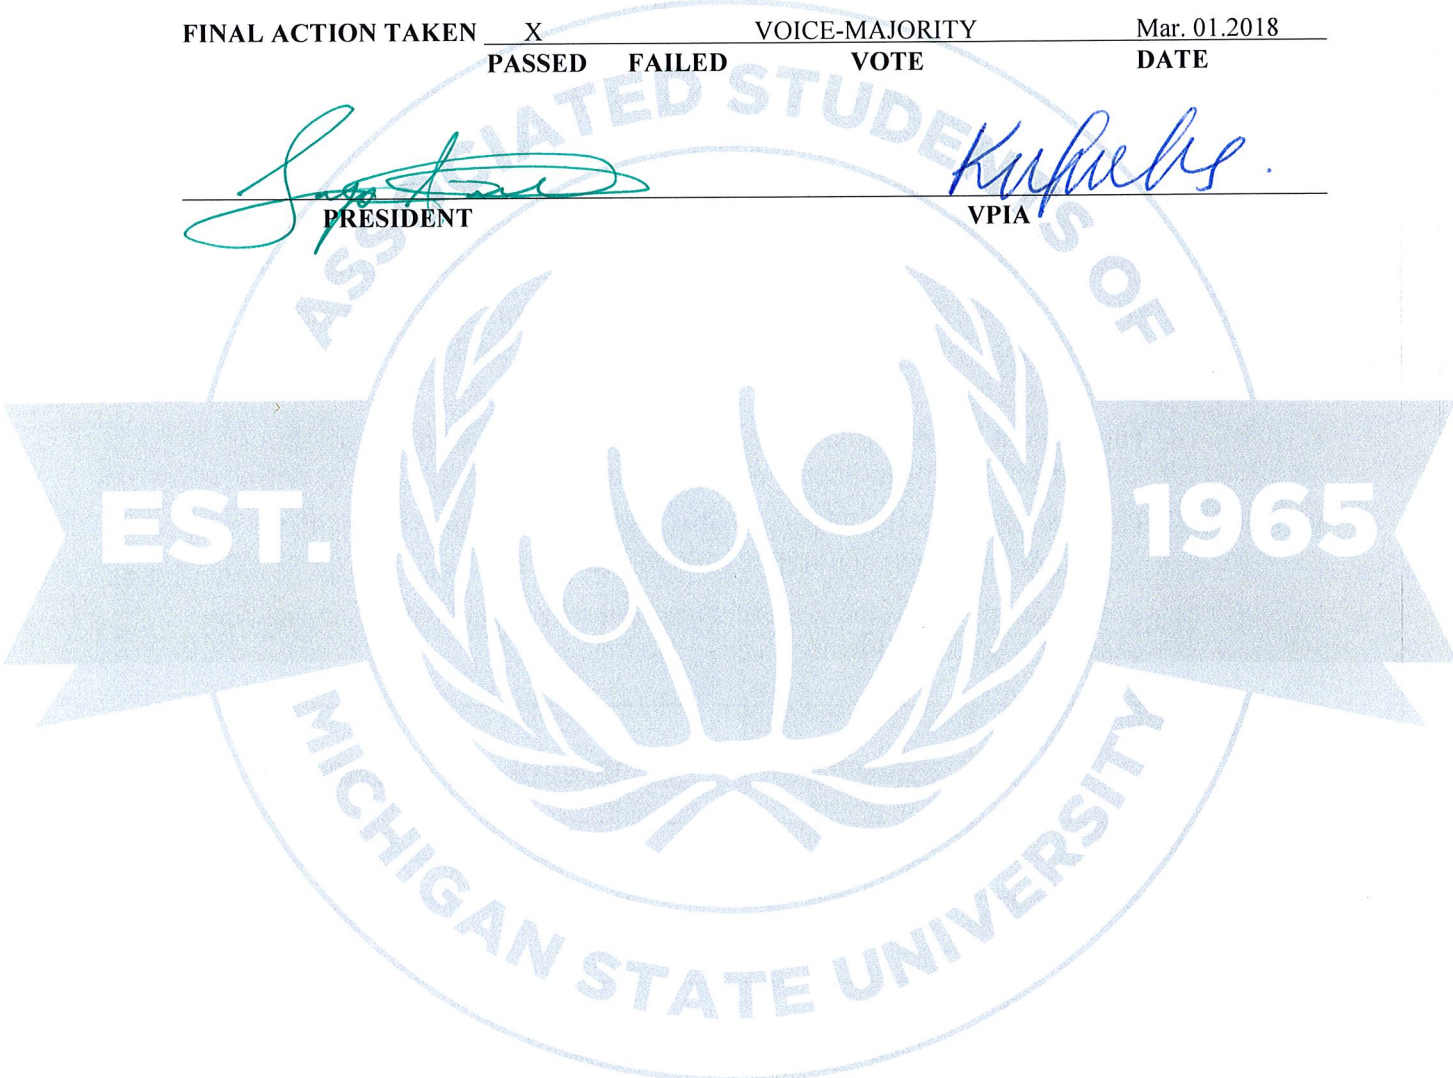 FINAL ACTION TAKEN X VOICE-MAJORITY Mar. 01.2018
PASSED FAILED VOTE DATE
PRESIDENT VPIA
ASSOCIATED STUDENTS OF
EST. 1965
MICHIGAN STATE UNIVERSITY